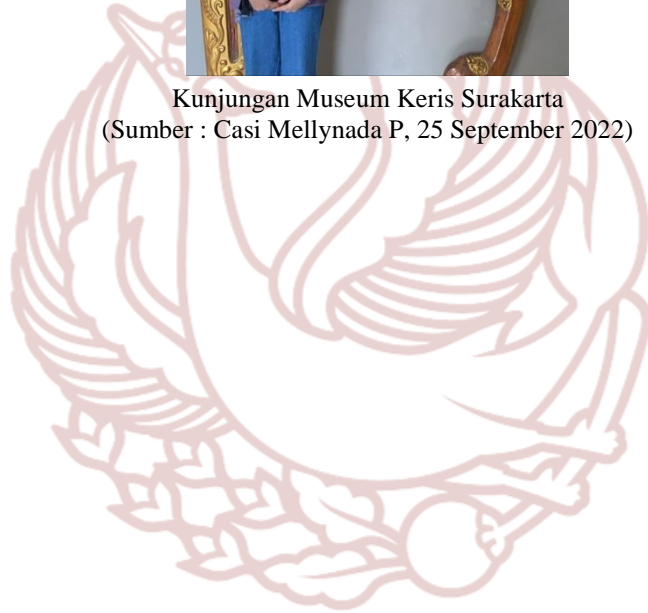 Kunjungan Museum Keris Surakarta
(Sumber : Casi Mellynada P, 25 September 2022)